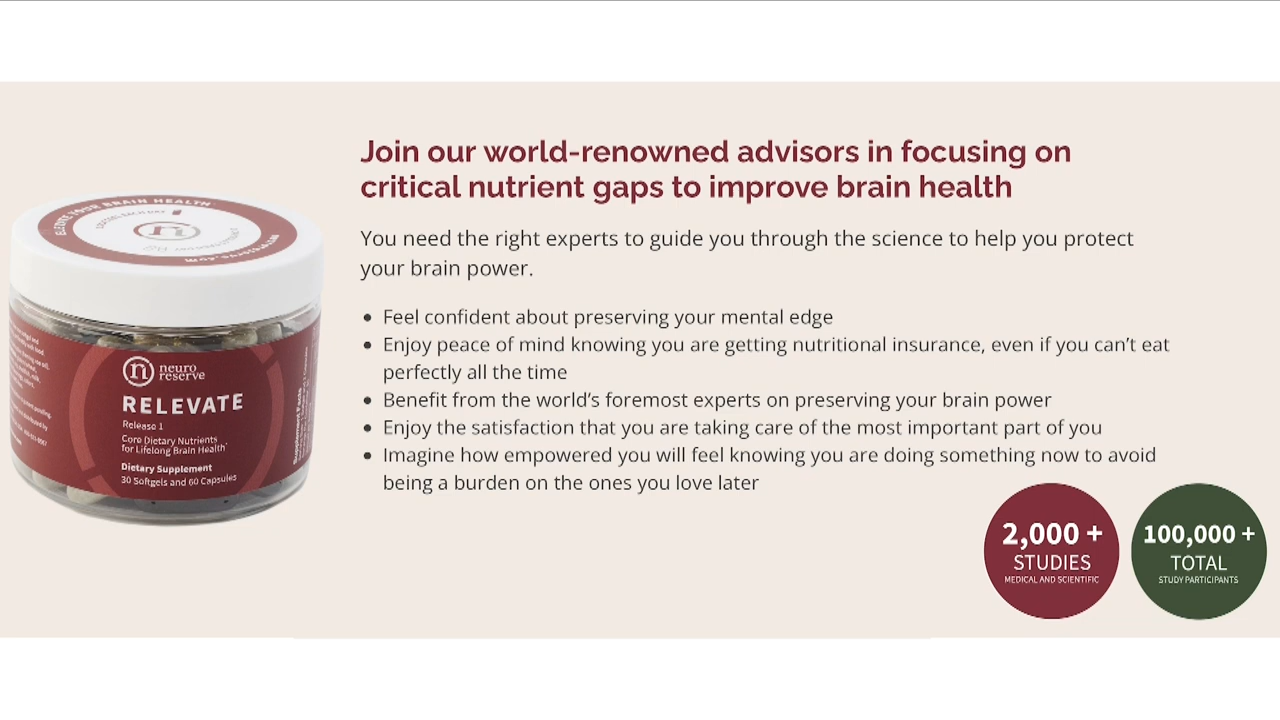 Join our world-renowned advisors in focusing on
critical nutrient gaps to improve brain health
You need the right experts to guide you through the science to help you protect
your brain power.
• Feel confident about preserving your mental edge
• Enjoy peace of mind knowing you are getting nutritional insurance, even if you can't eat
perfectly all the time
• Benefit from the world's foremost experts on preserving your brain power
• Enjoy the satisfaction that you are taking care of the most important part of you
• Imagine how empowered you will feel knowing you are doing something now to avoid
being a burden on the ones you love later
YOUR BRAIN HEALTH
neuro
reserve
RELEVATE
Release 1
Core Dietary Nutrients
for Lifelong Brain Health*
Dietary Supplement
30 Softgels and 60 Capsules
Supplement Facts
2,000 +
STUDIES
MEDICAL AND SCIENTIFIC
100,000 +
TOTAL
STUDY PARTICIPANTS